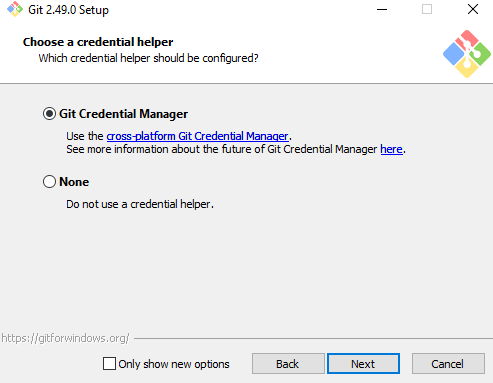 Git 2.49.0 Setup
Choose a credential helper
Which credential helper should be configured?
Git Credential Manager
Use the cross-platform Git Credential Manager.
See more information about the future of Git Credential Manager here.
None
Do not use a credential helper.
https://gitforwindows.org/
Only show new options
Back
Next
Cancel